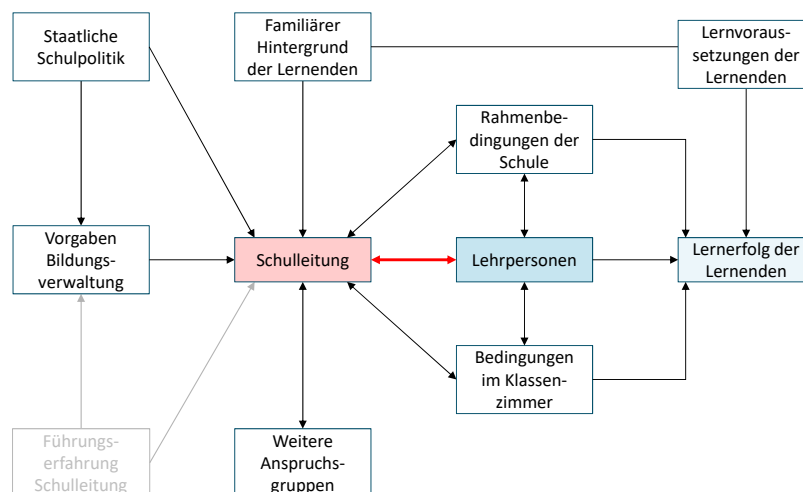 Staatliche
Schulpolitik
Familiärer
Hintergrund
der Lernenden
Lernvoraus-
setzungen der
Lernenden
Rahmenbe-
dingungen der
Schule
Vorgaben
Bildungs-
verwaltung
Schulleitung
Lehrpersonen
Lernerfolg der
Lernenden
Bedingungen
im Klassen-
zimmer
Führungs-
erfahrung
Schulleitung
Weitere
Anspruchs-
gruppen